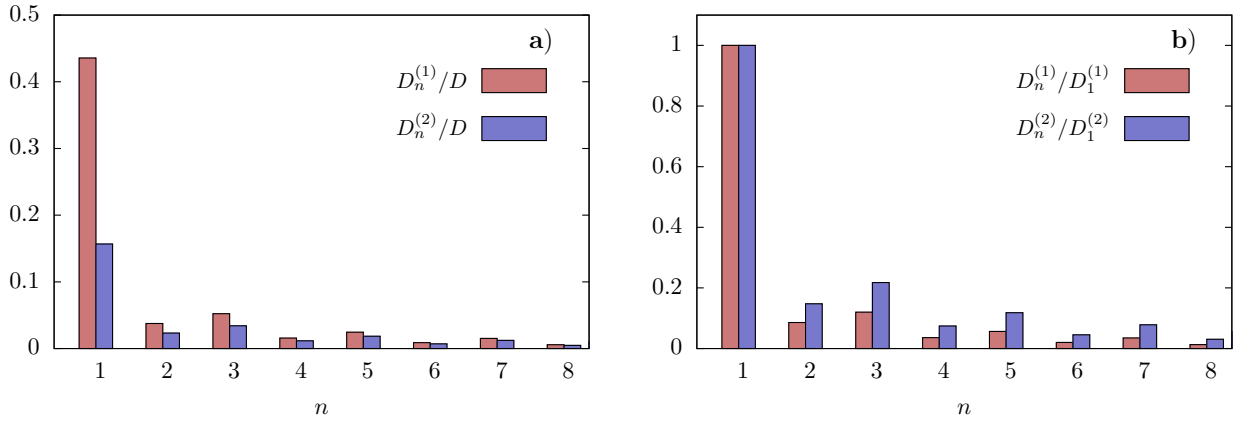 0.5
0.4
0.3
0.2
0.1
0
1 2 3 4 5 6 7 8
n
a)
D_n^{(1)}/D
D_n^{(2)}/D
1
0.8
0.6
0.4
0.2
0
1 2 3 4 5 6 7 8
n
b)
D_n^{(1)}/D_1^{(1)}
D_n^{(2)}/D_1^{(2)}